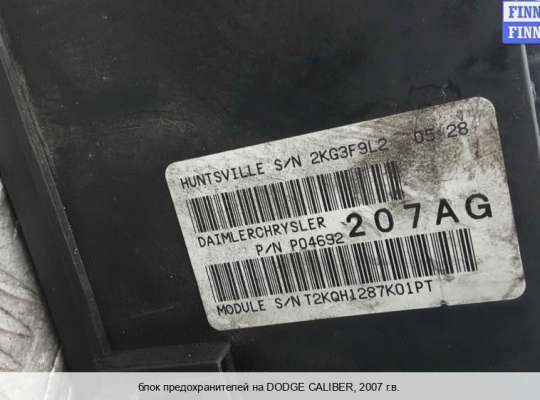 FINN
FINN
HUNTSVILLE S/N 2KG3F9L2 05 28
DAIMLERCHRYSLER
P/N P04692 207AG
MODULE S/N T2KQH1287K01PT
блок предохранителей на DODGE CALIBER, 2007 г.в.